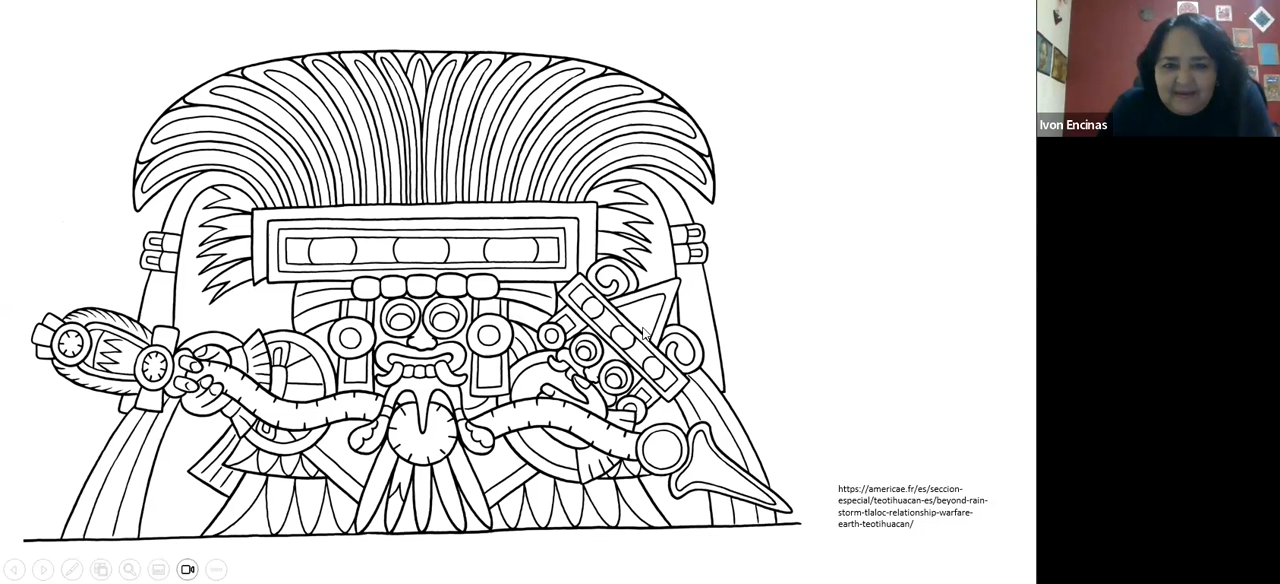 Ivon Encinas
https://americae.fr/es/seccion-
especial/teotihuacan-es/beyond-rain-
storm-tlaloc-relationship-warfare-
earth-teotihuacan/